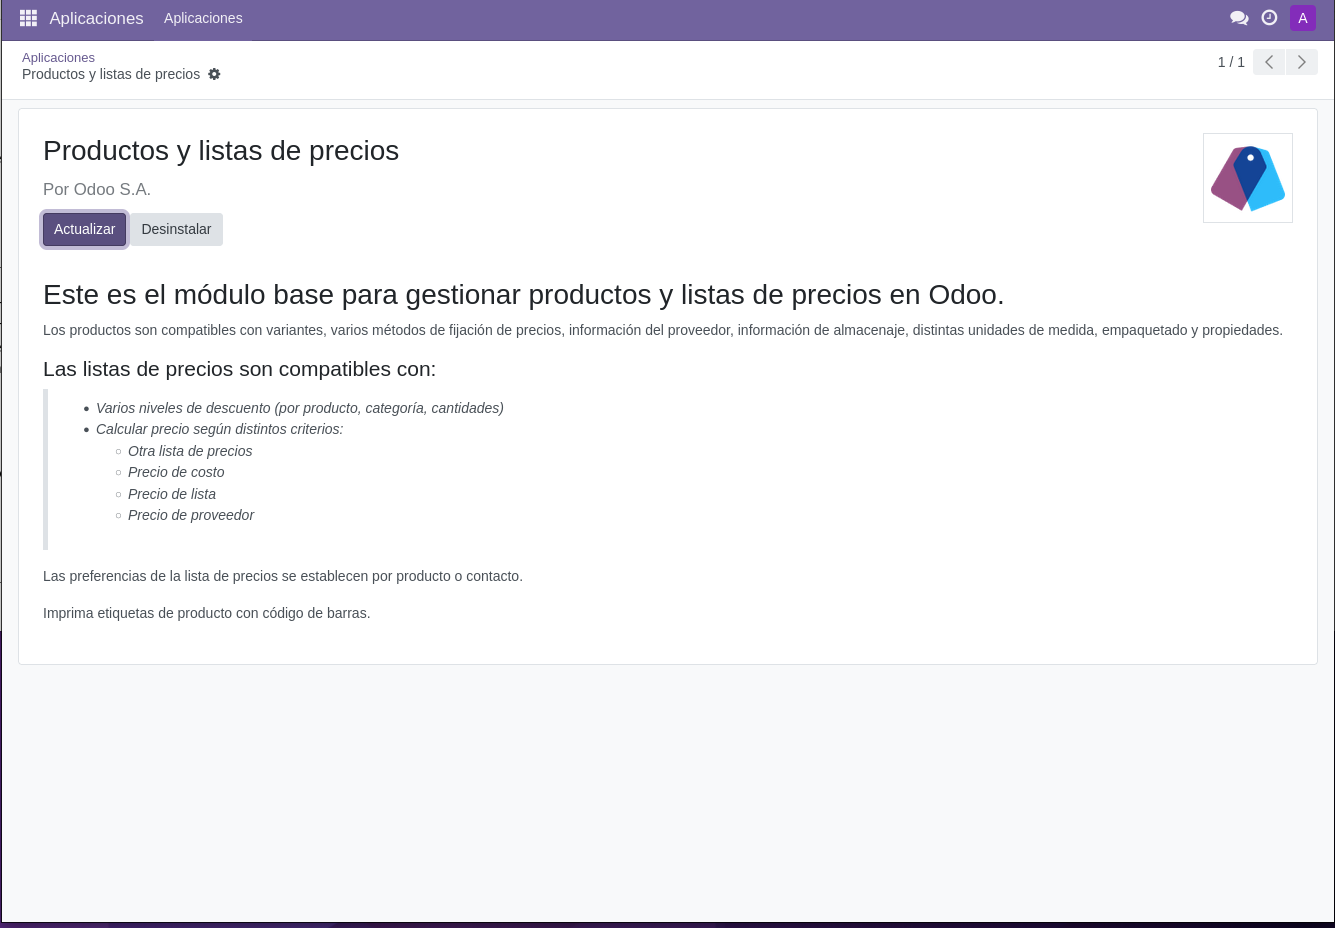 Aplicaciones Aplicaciones A
Aplicaciones
Productos y listas de precios
1 / 1
Productos y listas de precios
Por Odoo S.A.
Actualizar Desinstalar
Este es el módulo base para gestionar productos y listas de precios en Odoo.
Los productos son compatibles con variantes, varios métodos de fijación de precios, información del proveedor, información de almacenaje, distintas unidades de medida, empaquetado y propiedades.
Las listas de precios son compatibles con:
Varios niveles de descuento (por producto, categoría, cantidades)
Calcular precio según distintos criterios:
Otra lista de precios
Precio de costo
Precio de lista
Precio de proveedor
Las preferencias de la lista de precios se establecen por producto o contacto.
Imprima etiquetas de producto con código de barras.